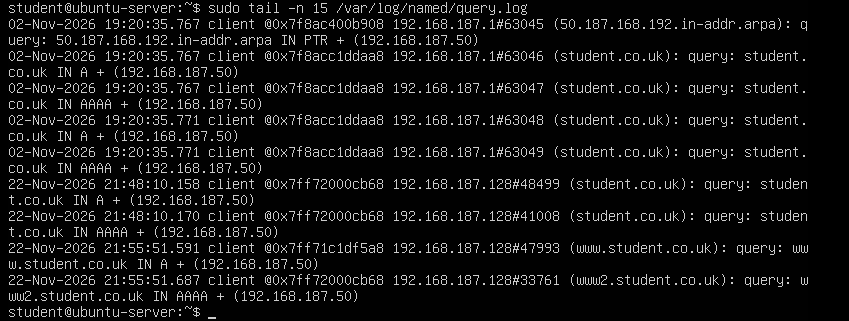 student@ubuntu-server:~$ sudo tail -n 15 /var/log/named/query.log
02-Nov-2026 19:20:35.767 client @0x7f8ac400b908 192.168.187.1#63045 (50.187.168.192.in-addr.arpa): q
uery: 50.187.168.192.in-addr.arpa IN PTR + (192.168.187.50)
02-Nov-2026 19:20:35.767 client @0x7f8acc1ddaa8 192.168.187.1#63046 (student.co.uk): query: student.
co.uk IN A + (192.168.187.50)
02-Nov-2026 19:20:35.767 client @0x7f8acc1ddaa8 192.168.187.1#63047 (student.co.uk): query: student.
co.uk IN AAAA + (192.168.187.50)
02-Nov-2026 19:20:35.771 client @0x7f8acc1ddaa8 192.168.187.1#63048 (student.co.uk): query: student.
co.uk IN A + (192.168.187.50)
02-Nov-2026 19:20:35.771 client @0x7f8acc1ddaa8 192.168.187.1#63049 (student.co.uk): query: student.
co.uk IN AAAA + (192.168.187.50)
22-Nov-2026 21:48:10.158 client @0x7ff72000cb68 192.168.187.128#48499 (student.co.uk): query: studen
t.co.uk IN A + (192.168.187.50)
22-Nov-2026 21:48:10.170 client @0x7ff72000cb68 192.168.187.128#41008 (student.co.uk): query: studen
t.co.uk IN AAAA + (192.168.187.50)
22-Nov-2026 21:55:51.591 client @0x7ff71c1df5a8 192.168.187.128#47993 (www.student.co.uk): query: ww
w.student.co.uk IN A + (192.168.187.50)
22-Nov-2026 21:55:51.687 client @0x7ff72000cb68 192.168.187.128#33761 (www2.student.co.uk): query: w
ww2.student.co.uk IN AAAA + (192.168.187.50)
student@ubuntu-server:~$ _